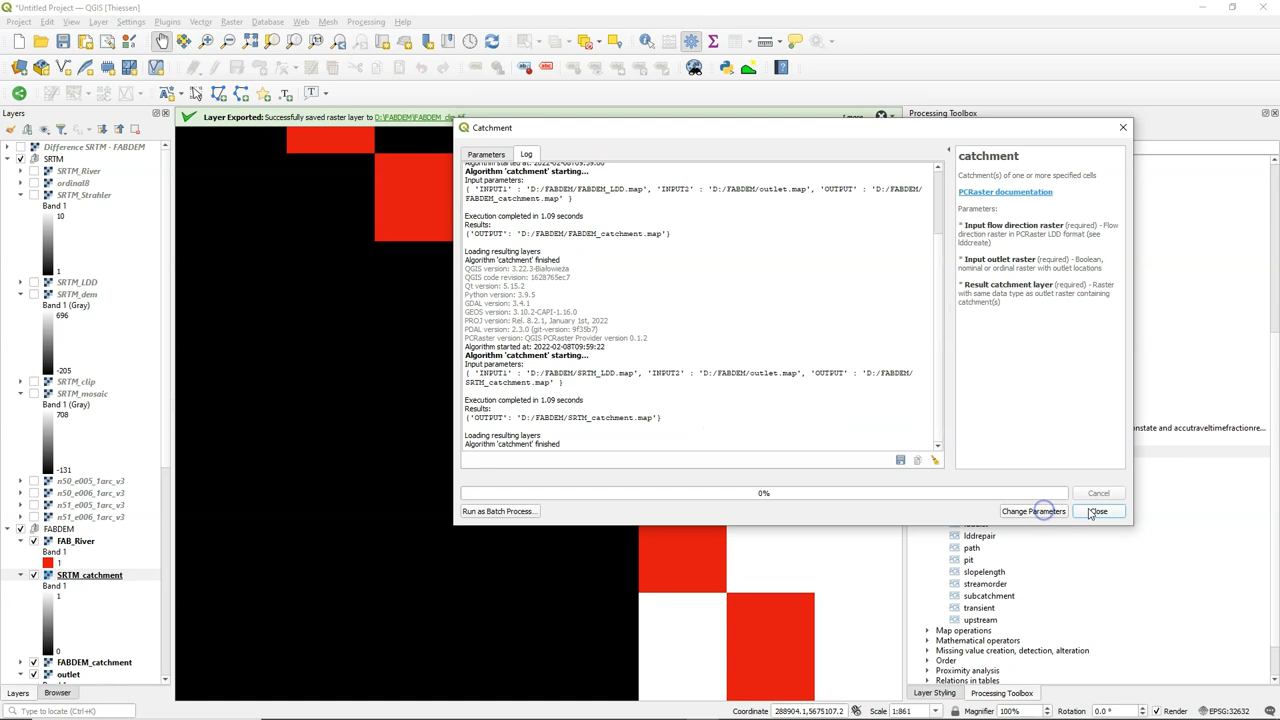 *Untitled Project — QGIS [Thiessen]
Project Edit View Layer Settings Plugins Vector Raster Database Web Mesh Processing Help
Layers
Layer Exported: Successfully saved raster layer to D:\FABDEM\FABDEM_clip.tif
Processing Toolbox
Difference SRTM - FABDEM
SRTM
SRTM_River
ordinal8
SRTM_Strahler
Band 1
10
1
SRTM_LDD
SRTM_dem
Band 1 (Gray)
696
-205
SRTM_clip
SRTM_mosaic
Band 1 (Gray)
708
-131
n50_e005_1arc_v3
n50_e006_1arc_v3
n51_e005_1arc_v3
n51_e006_1arc_v3
FABDEM
FAB_River
Band 1
1
SRTM_catchment
Band 1
1
0
FABDEM_catchment
outlet
Layers Browser
Catchment
Parameters Log
Algorithm 'catchment' starting...
Input parameters:
{ 'INPUT1' : 'D:/FABDEM/FABDEM_LDD.map', 'INPUT2' : 'D:/FABDEM/outlet.map', 'OUTPUT' : 'D:/FABDEM/
FABDEM_catchment.map' }
Execution completed in 1.09 seconds
Results:
{'OUTPUT': 'D:/FABDEM/FABDEM_catchment.map'}
Loading resulting layers
Algorithm 'catchment' finished
QGIS version: 3.22.3-Białowieża
QGIS code revision: 1628765ec7
Qt version: 5.15.2
Python version: 3.9.5
GDAL version: 3.4.1
GEOS version: 3.10.2-CAPI-1.16.0
PROJ version: Rel. 8.2.1, January 1st, 2022
PDAL version: 2.3.0 (git-version: 9f35b7)
PCRaster version: QGIS PCRaster Provider version 0.1.2
Algorithm started at: 2022-02-08T09:59:22
Algorithm 'catchment' starting...
Input parameters:
{ 'INPUT1' : 'D:/FABDEM/SRTM_LDD.map', 'INPUT2' : 'D:/FABDEM/outlet.map', 'OUTPUT' : 'D:/FABDEM/
SRTM_catchment.map' }
Execution completed in 1.09 seconds
Results:
{'OUTPUT': 'D:/FABDEM/SRTM_catchment.map'}
Loading resulting layers
Algorithm 'catchment' finished
0%
Cancel
Run as Batch Process...
Change Parameters
Close
catchment
Catchment(s) of one or more specified cells
PCRaster documentation
Parameters:
• Input flow direction raster (required) - Flow
direction raster in PCRaster LDD format (see
lddcreate)
• Input outlet raster (required) - Boolean,
nominal or ordinal raster with outlet locations
• Result catchment layer (required) - Raster
with same data type as outlet raster containing
catchment(s)
onstate and accutraveltimefractionre...
lddrepair
path
pit
slopelength
streamorder
subcatchment
transient
upstream
Map operations
Mathematical operators
Missing value creation, detection, alteration
Order
Proximity analysis
Relations in tables
Layer Styling Processing Toolbox
Type to locate (Ctrl+K)
Coordinate 288904.1,5675107.2 Scale 1:861 Magnifier 100% Rotation 0.0 ° Render EPSG:32632